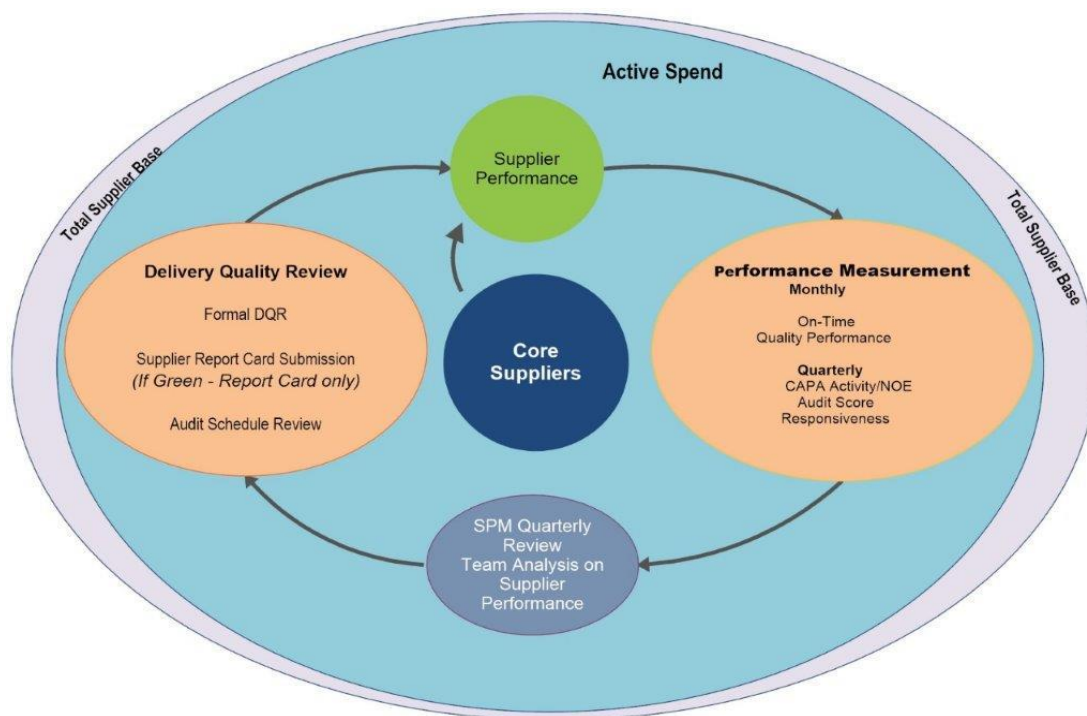 Active Spend
Total Supplier Base
Total Supplier Base
Supplier
Performance
Delivery Quality Review
Formal DQR
Supplier Report Card Submission
(If Green - Report Card only)
Audit Schedule Review
Core
Suppliers
Performance Measurement
Monthly
On-Time
Quality Performance
Quarterly
CAPA Activity/NOE
Audit Score
Responsiveness
SPM Quarterly
Review
Team Analysis on
Supplier
Performance